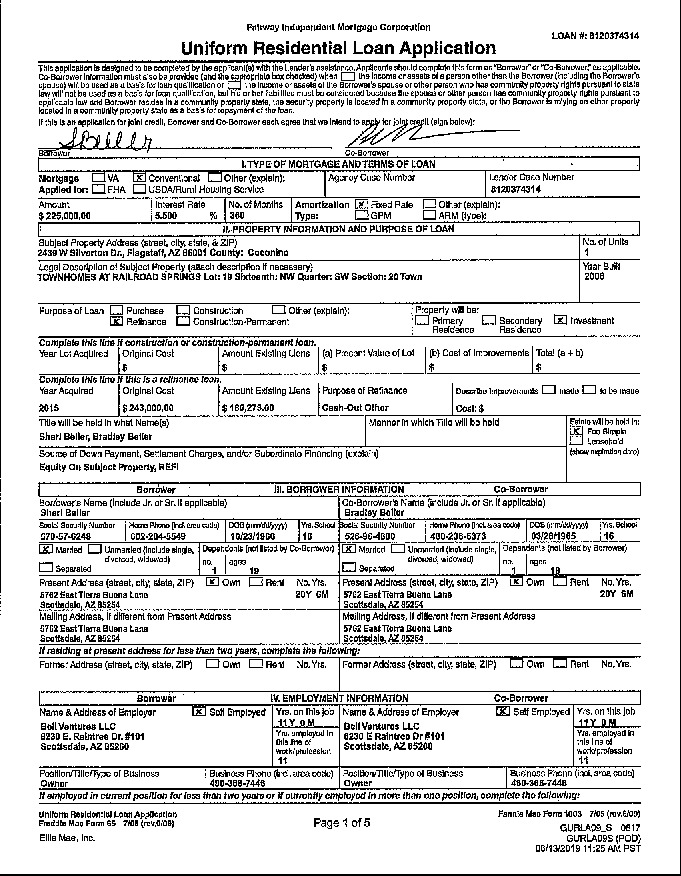 Pathway Independent Mortgage Corporation
LOAN #: 8120374314
Uniform Residential Loan Application
This application is designed to be completed by the applicant(s) with the Lender's assistance. Applicants should complete this form as "Borrower" or "Co-Borrower," as applicable.
Co-Borrower information must also be provided (and the appropriate box checked) when the income or assets of a person other than the Borrower (including the Borrower's
spouse) will be used as a basis for loan qualification or the income or assets of the Borrower's spouse or other person who has community property rights pursuant to state
law will not be used as a basis for loan qualification, but his or her liabilities must be considered because the spouse or other person has community property rights pursuant to
applicable law and Borrower resides in a community property state, the security property is located in a community property state, or the Borrower is relying on other property
located in a community property state as a basis for repayment of the loan.
If this is an application for joint credit, Borrower and Co-Borrower each agree that we intend to apply for joint credit (sign below):
Borrower Co-Borrower
I. TYPE OF MORTGAGE AND TERMS OF LOAN
Mortgage VA Conventional Other (explain): Agency Case Number Lender Case Number
Applied for: FHA USDA/Rural Housing Service 8120374314
Amount Interest Rate No. of Months Amortization Fixed Rate Other (explain):
$ 225,000.00 5.500 % 360 Type: GPM ARM (type):
II. PROPERTY INFORMATION AND PURPOSE OF LOAN
Subject Property Address (street, city, state, & ZIP) No. of Units
2439 W Silverton Dr., Flagstaff, AZ 86001 County: Coconino 1
Legal Description of Subject Property (attach description if necessary) Year Built
TOWNHOMES AT RAILROAD SPRINGS Lot: 19 Sixteenth: NW Quarter: SW Section: 20 Town 2006
Purpose of Loan Purchase Construction Other (explain): Property will be:
Refinance Construction-Permanent Primary Residence Secondary Residence Investment
Complete this line if construction or construction-permanent loan.
Year Lot Acquired Original Cost Amount Existing Liens (a) Present Value of Lot (b) Cost of Improvements Total (a + b)
$ $ $ $ $
Complete this line if this is a refinance loan.
Year Acquired Original Cost Amount Existing Liens Purpose of Refinance Describe Improvements made to be made
2015 $ 243,000.00 Cash-Out Other Cost: $
Title will be held in what Name(s) Manner in which Title will be held Estate will be held in:
Sheri Beller, Bradley Beller Fee Simple
Leasehold
(show expiration date)
Source of Down Payment, Settlement Charges, and/or Subordinate Financing (explain)
Equity On Subject Property, REFI
Borrower III. BORROWER INFORMATION Co-Borrower
Borrower's Name (include Jr. or Sr. if applicable) Co-Borrower's Name (include Jr. or Sr. if applicable)
Sheri Beller Bradley Beller
Social Security Number Home Phone (incl. area code) DOB (mm/dd/yyyy) Yrs. School Social Security Number Home Phone (incl. area code) DOB (mm/dd/yyyy) Yrs. School
602-204-5549 16 16
Married Unmarried (include single, divorced, widowed) Dependents (not listed by Co-Borrower) Married Unmarried (include single, divorced, widowed) Dependents (not listed by Borrower)
Separated no. 1 ages 19 Separated no. 1 ages 18
Present Address (street, city, state, ZIP) Own Rent No. Yrs. Present Address (street, city, state, ZIP) Own Rent No. Yrs.
5762 East Tierra Buena Lane 20Y 6M 5762 East Tierra Buena Lane 20Y 6M
Scottsdale, AZ 85254 Scottsdale, AZ 85254
Mailing Address, if different from Present Address Mailing Address, if different from Present Address
5762 East Tierra Buena Lane 5762 East Tierra Buena Lane
Scottsdale, AZ 85254 Scottsdale, AZ 85254
If residing at present address for less than two years, complete the following:
Former Address (street, city, state, ZIP) Own Rent No. Yrs. Former Address (street, city, state, ZIP) Own Rent No. Yrs.
Borrower IV. EMPLOYMENT INFORMATION Co-Borrower
Name & Address of Employer Self Employed Yrs. on this job Name & Address of Employer Self Employed Yrs. on this job
11Y 0M 11Y 0M
Bell Ventures LLC Yrs. employed in this line of work/profession Bell Ventures LLC Yrs. employed in this line of work/profession
8230 E Raintree Dr #101 8230 E Raintree Dr #101
Scottsdale, AZ 85260 Scottsdale, AZ 85260
11 11
Position/Title/Type of Business Business Phone (incl. area code) Position/Title/Type of Business Business Phone (incl. area code)
Owner 480-368-7446 Owner 480-368-7446
If employed in current position for less than two years or if currently employed in more than one position, complete the following:
Uniform Residential Loan Application Fannie Mae Form 1003 7/05 (rev.6/09)
Freddie Mac Form 65 7/05 (rev.6/09) Page 1 of 5 GURLA09_S 0617
Ellie Mae, Inc. GURLA09S (POD)
06/13/2019 11:25 AM PST